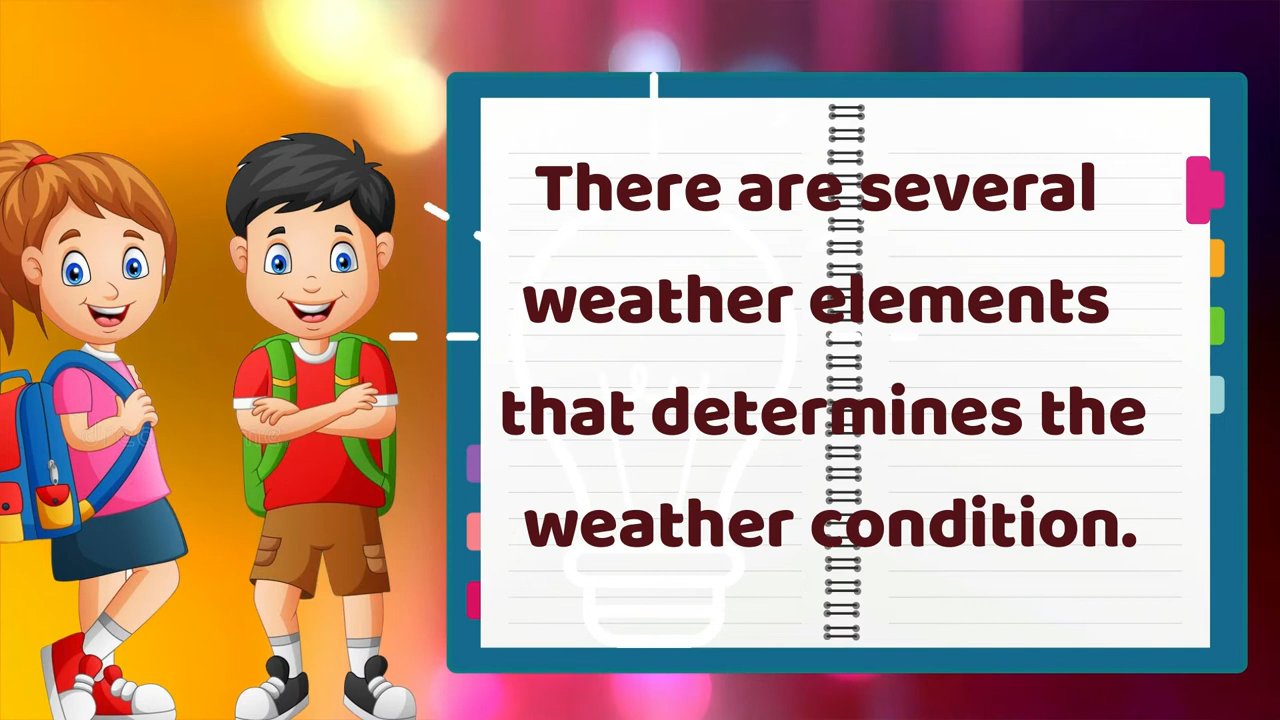 There are several
weather elements
that determines the
weather condition.